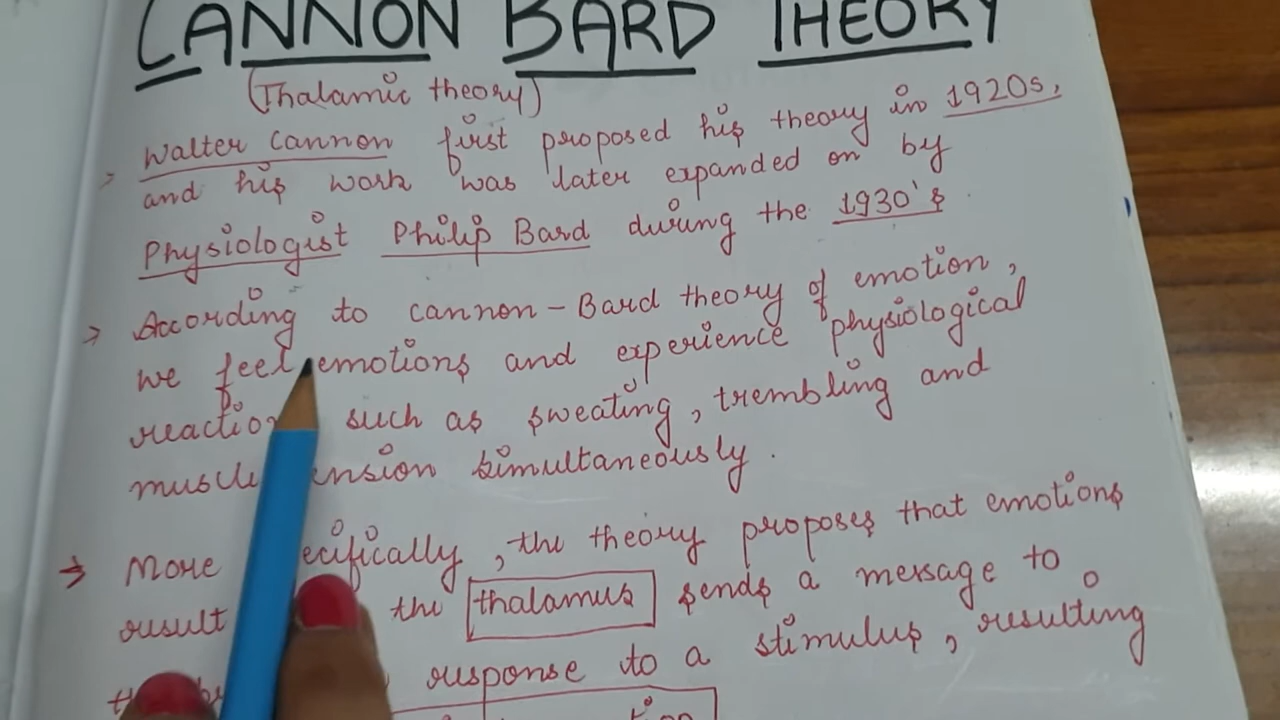 CANNON BARD THEORY
(Thalamic theory)
Walter Cannon first proposed his theory in 1920s,
and his work was later expanded on by
Physiologist Philip Bard during the 1930's
According to cannon-Bard theory of emotion,
we feel emotions and experience physiological
such as sweating, trembling and
simultaneously.
→ More , the theory proposes that emotions
result the thalamus sends a message to
response to a stimulus, resulting